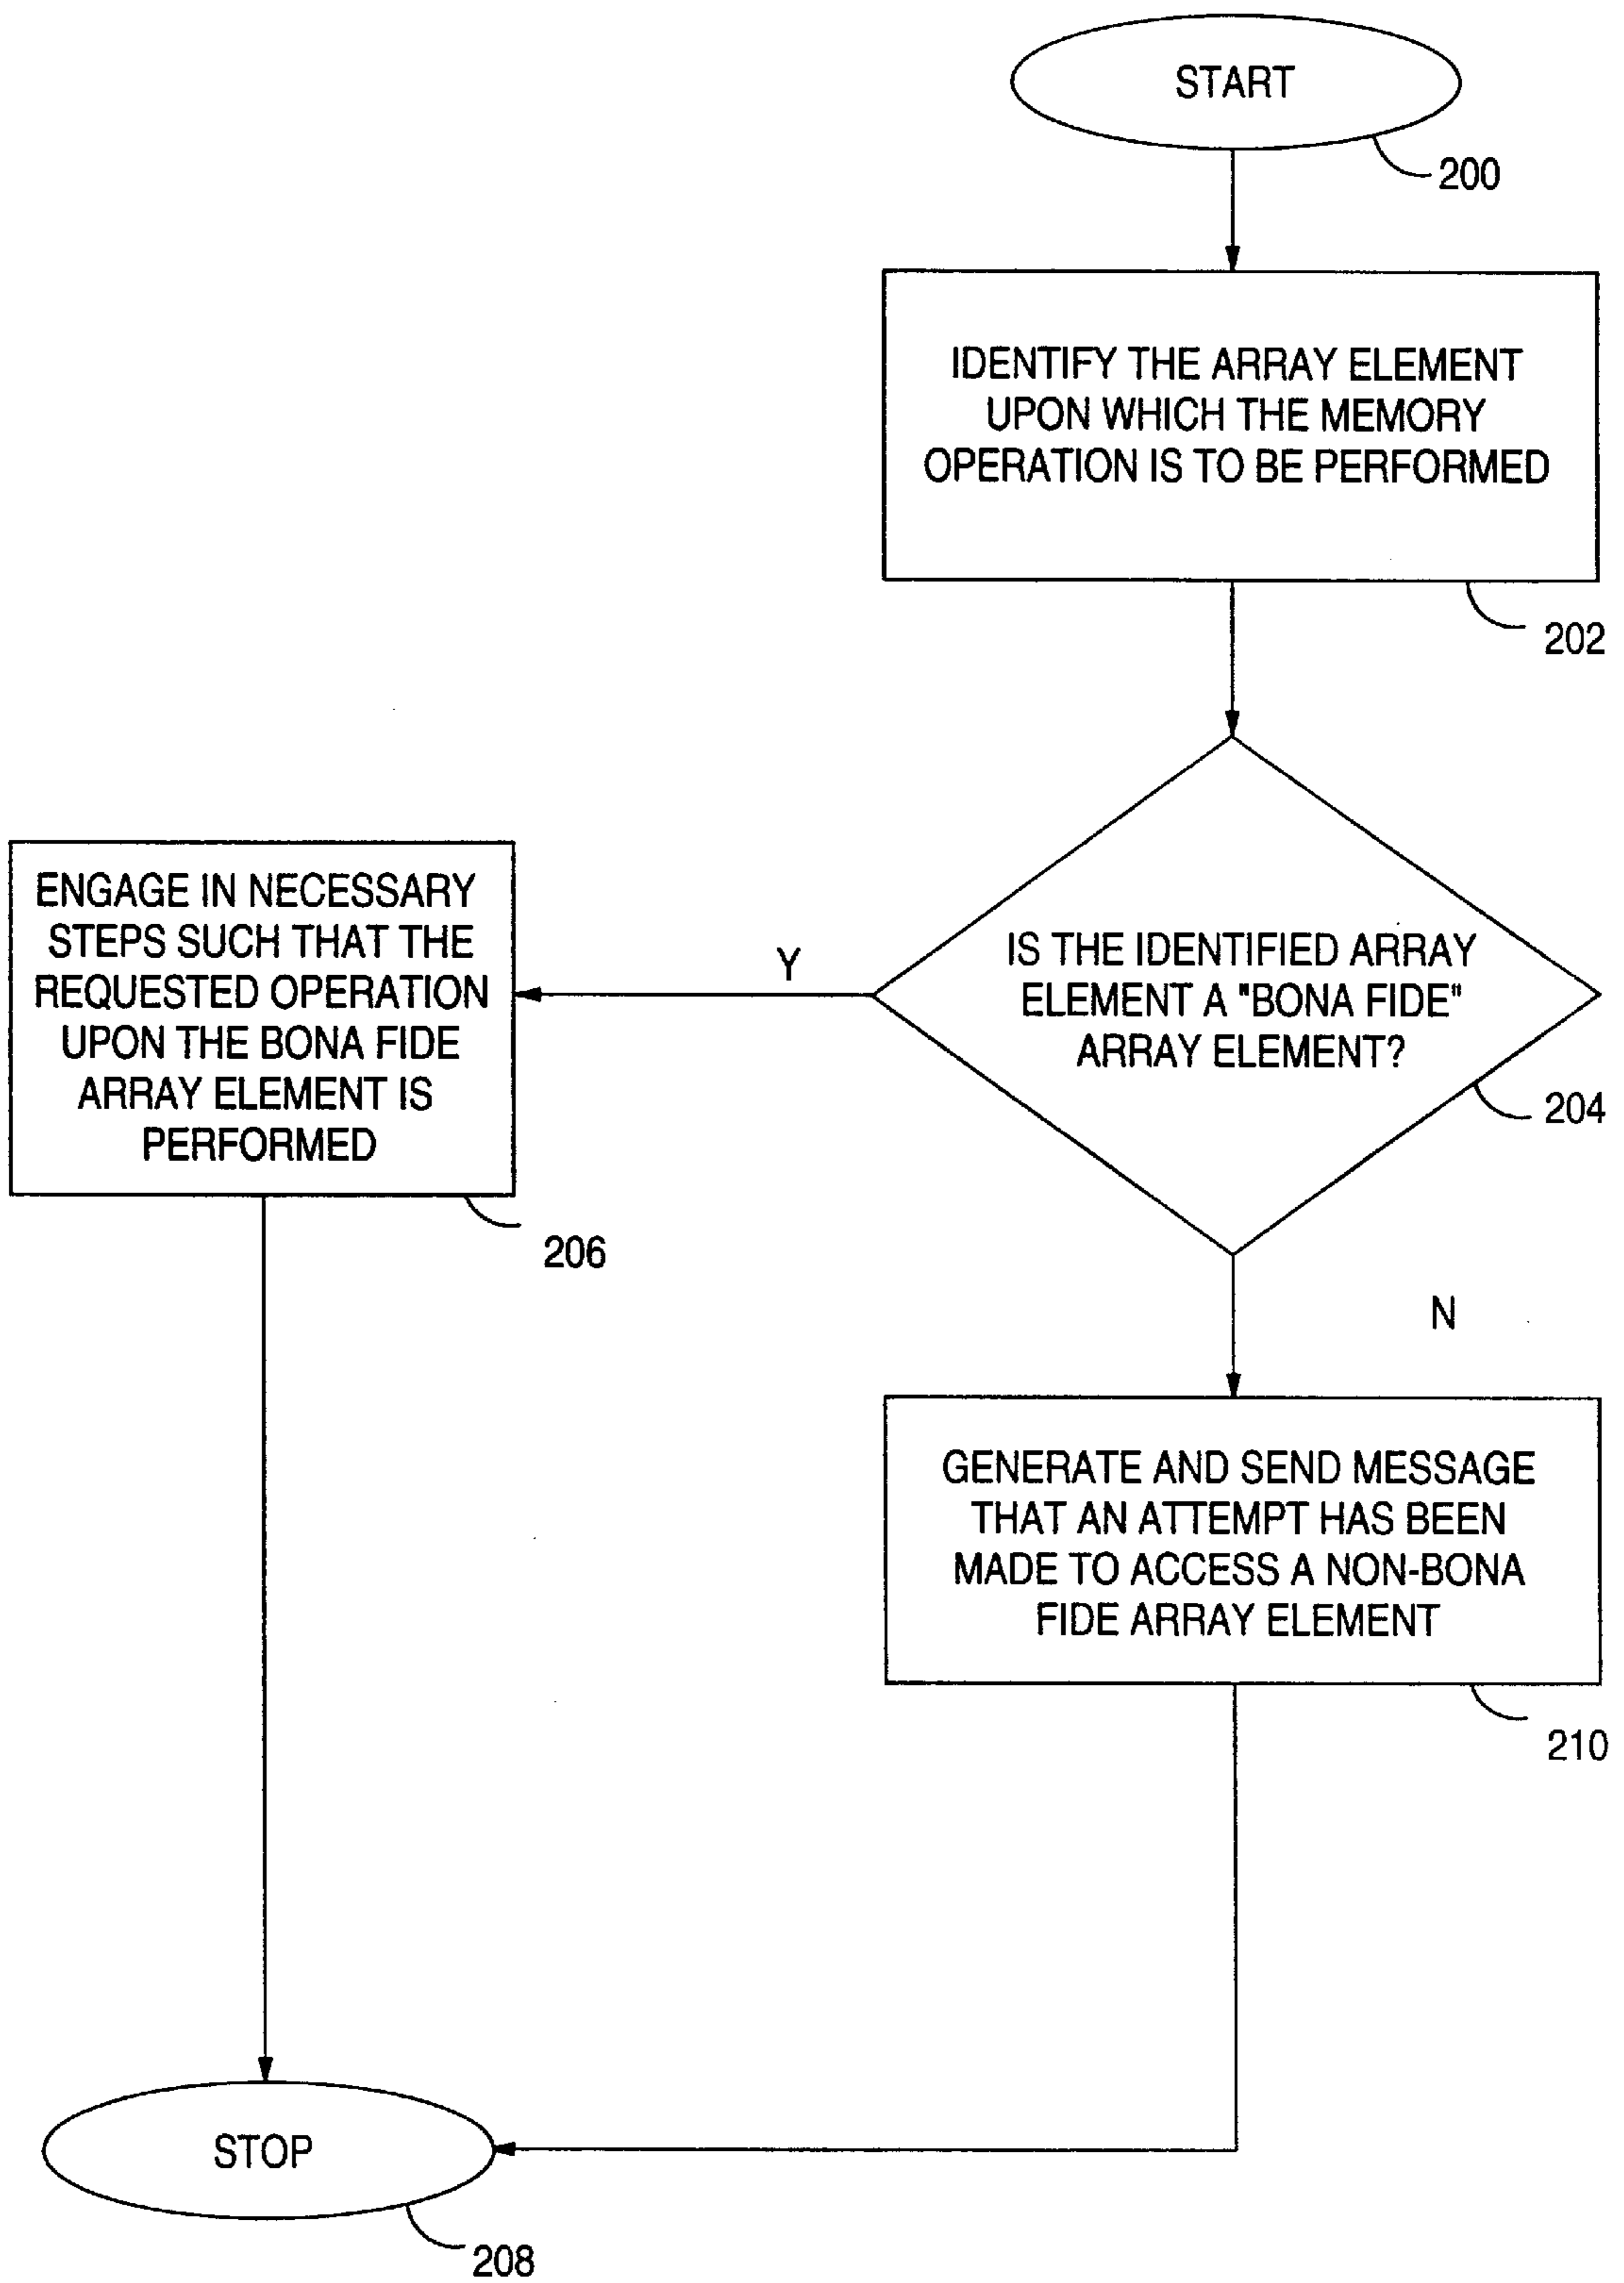 START
200
IDENTIFY THE ARRAY ELEMENT
UPON WHICH THE MEMORY
OPERATION IS TO BE PERFORMED
202
IS THE IDENTIFIED ARRAY
ELEMENT A "BONA FIDE"
ARRAY ELEMENT?
204
Y
ENGAGE IN NECESSARY
STEPS SUCH THAT THE
REQUESTED OPERATION
UPON THE BONA FIDE
ARRAY ELEMENT IS
PERFORMED
206
N
GENERATE AND SEND MESSAGE
THAT AN ATTEMPT HAS BEEN
MADE TO ACCESS A NON-BONA
FIDE ARRAY ELEMENT
210
STOP
208